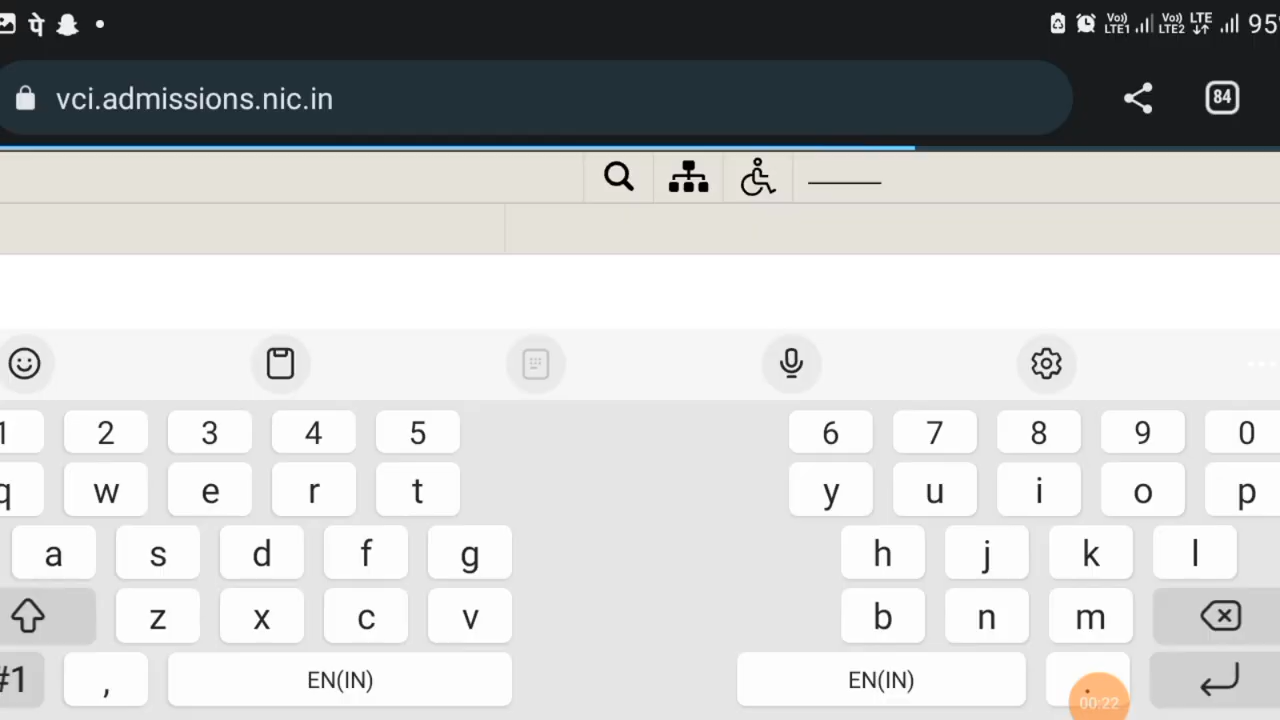 पे
Vo) LTE1 Vo) LTE2 LTE 95
vci.admissions.nic.in 84
1 2 3 4 5 6 7 8 9 0
q w e r t y u i o p
a s d f g h j k l
z x c v b n m
#1 , EN(IN) EN(IN) .
00:22